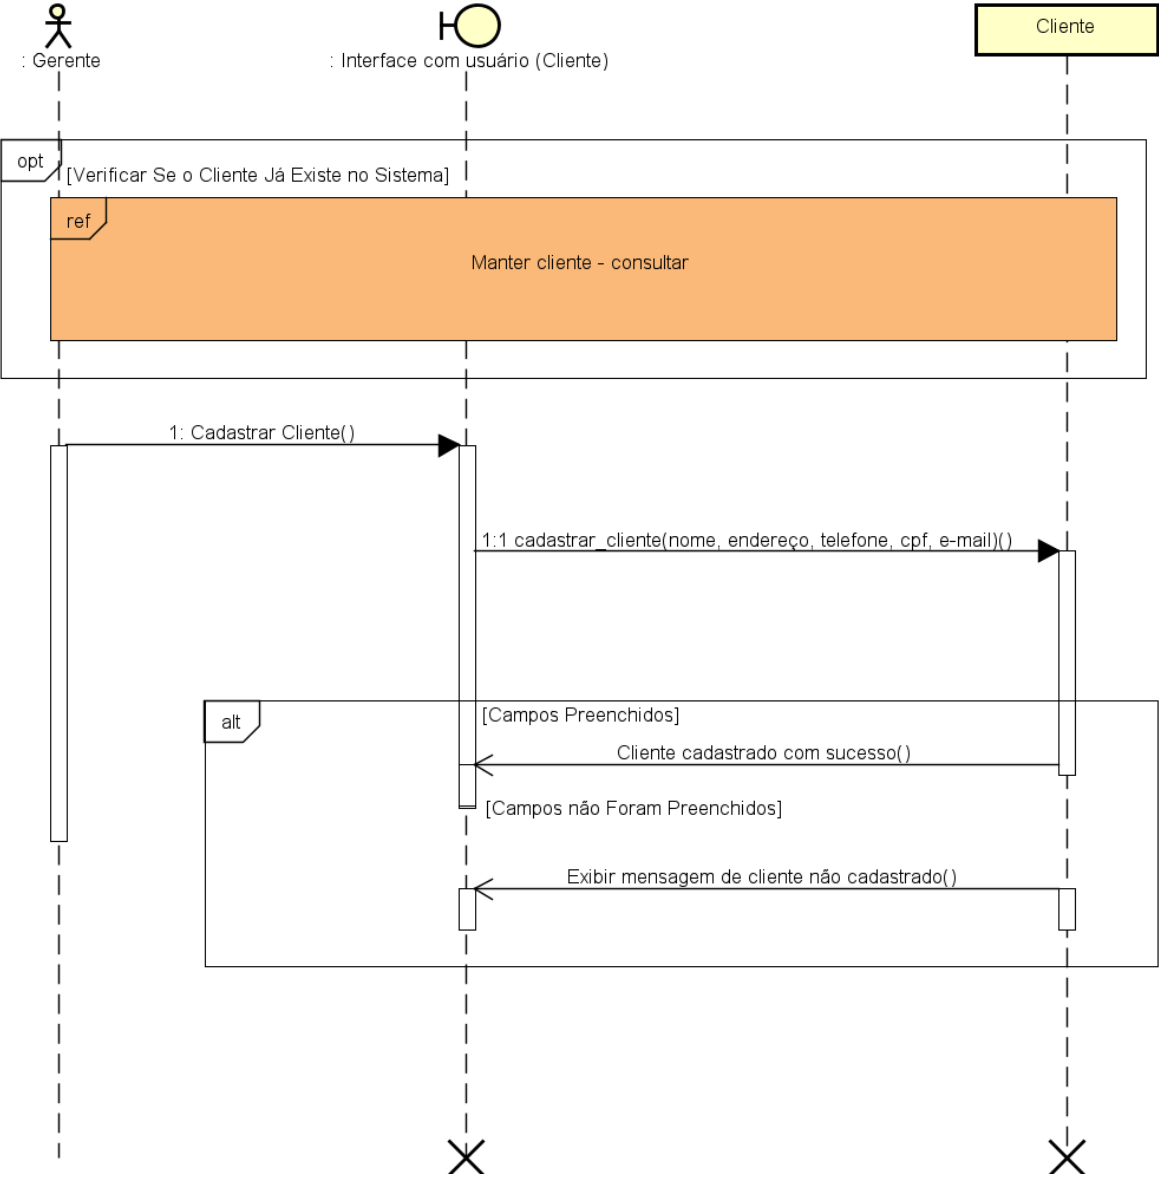 : Gerente
: Interface com usuário (Cliente)
Cliente
opt
[Verificar Se o Cliente Já Existe no Sistema]
ref
Manter cliente - consultar
1: Cadastrar Cliente()
1:1 cadastrar_cliente(nome, endereço, telefone, cpf, e-mail)()
alt
[Campos Preenchidos]
Cliente cadastrado com sucesso()
[Campos não Foram Preenchidos]
Exibir mensagem de cliente não cadastrado()